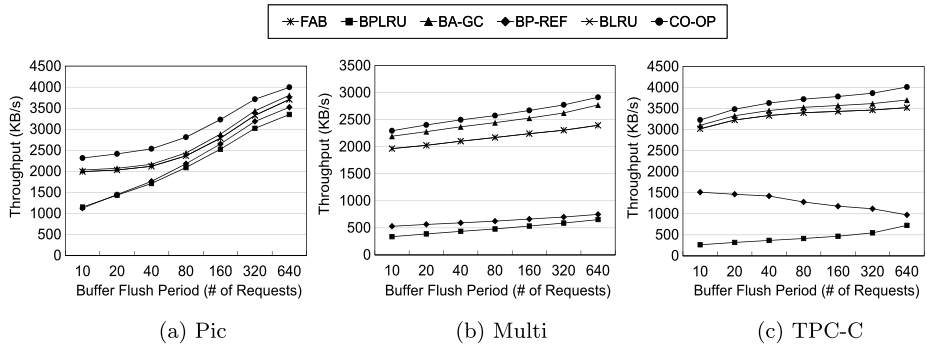 FAB BPLRU BA-GC BP-REF BLRU CO-OP
Throughput (KB/s)
4500
4000
3500
3000
2500
2000
1500
1000
500
0
10 20 40 80 160 320 640
Buffer Flush Period (# of Requests)
(a) Pic
Throughput (KB/s)
3500
3000
2500
2000
1500
1000
500
0
10 20 40 80 160 320 640
Buffer Flush Period (# of Requests)
(b) Multi
Throughput (KB/s)
4500
4000
3500
3000
2500
2000
1500
1000
500
0
10 20 40 80 160 320 640
Buffer Flush Period (# of Requests)
(c) TPC-C